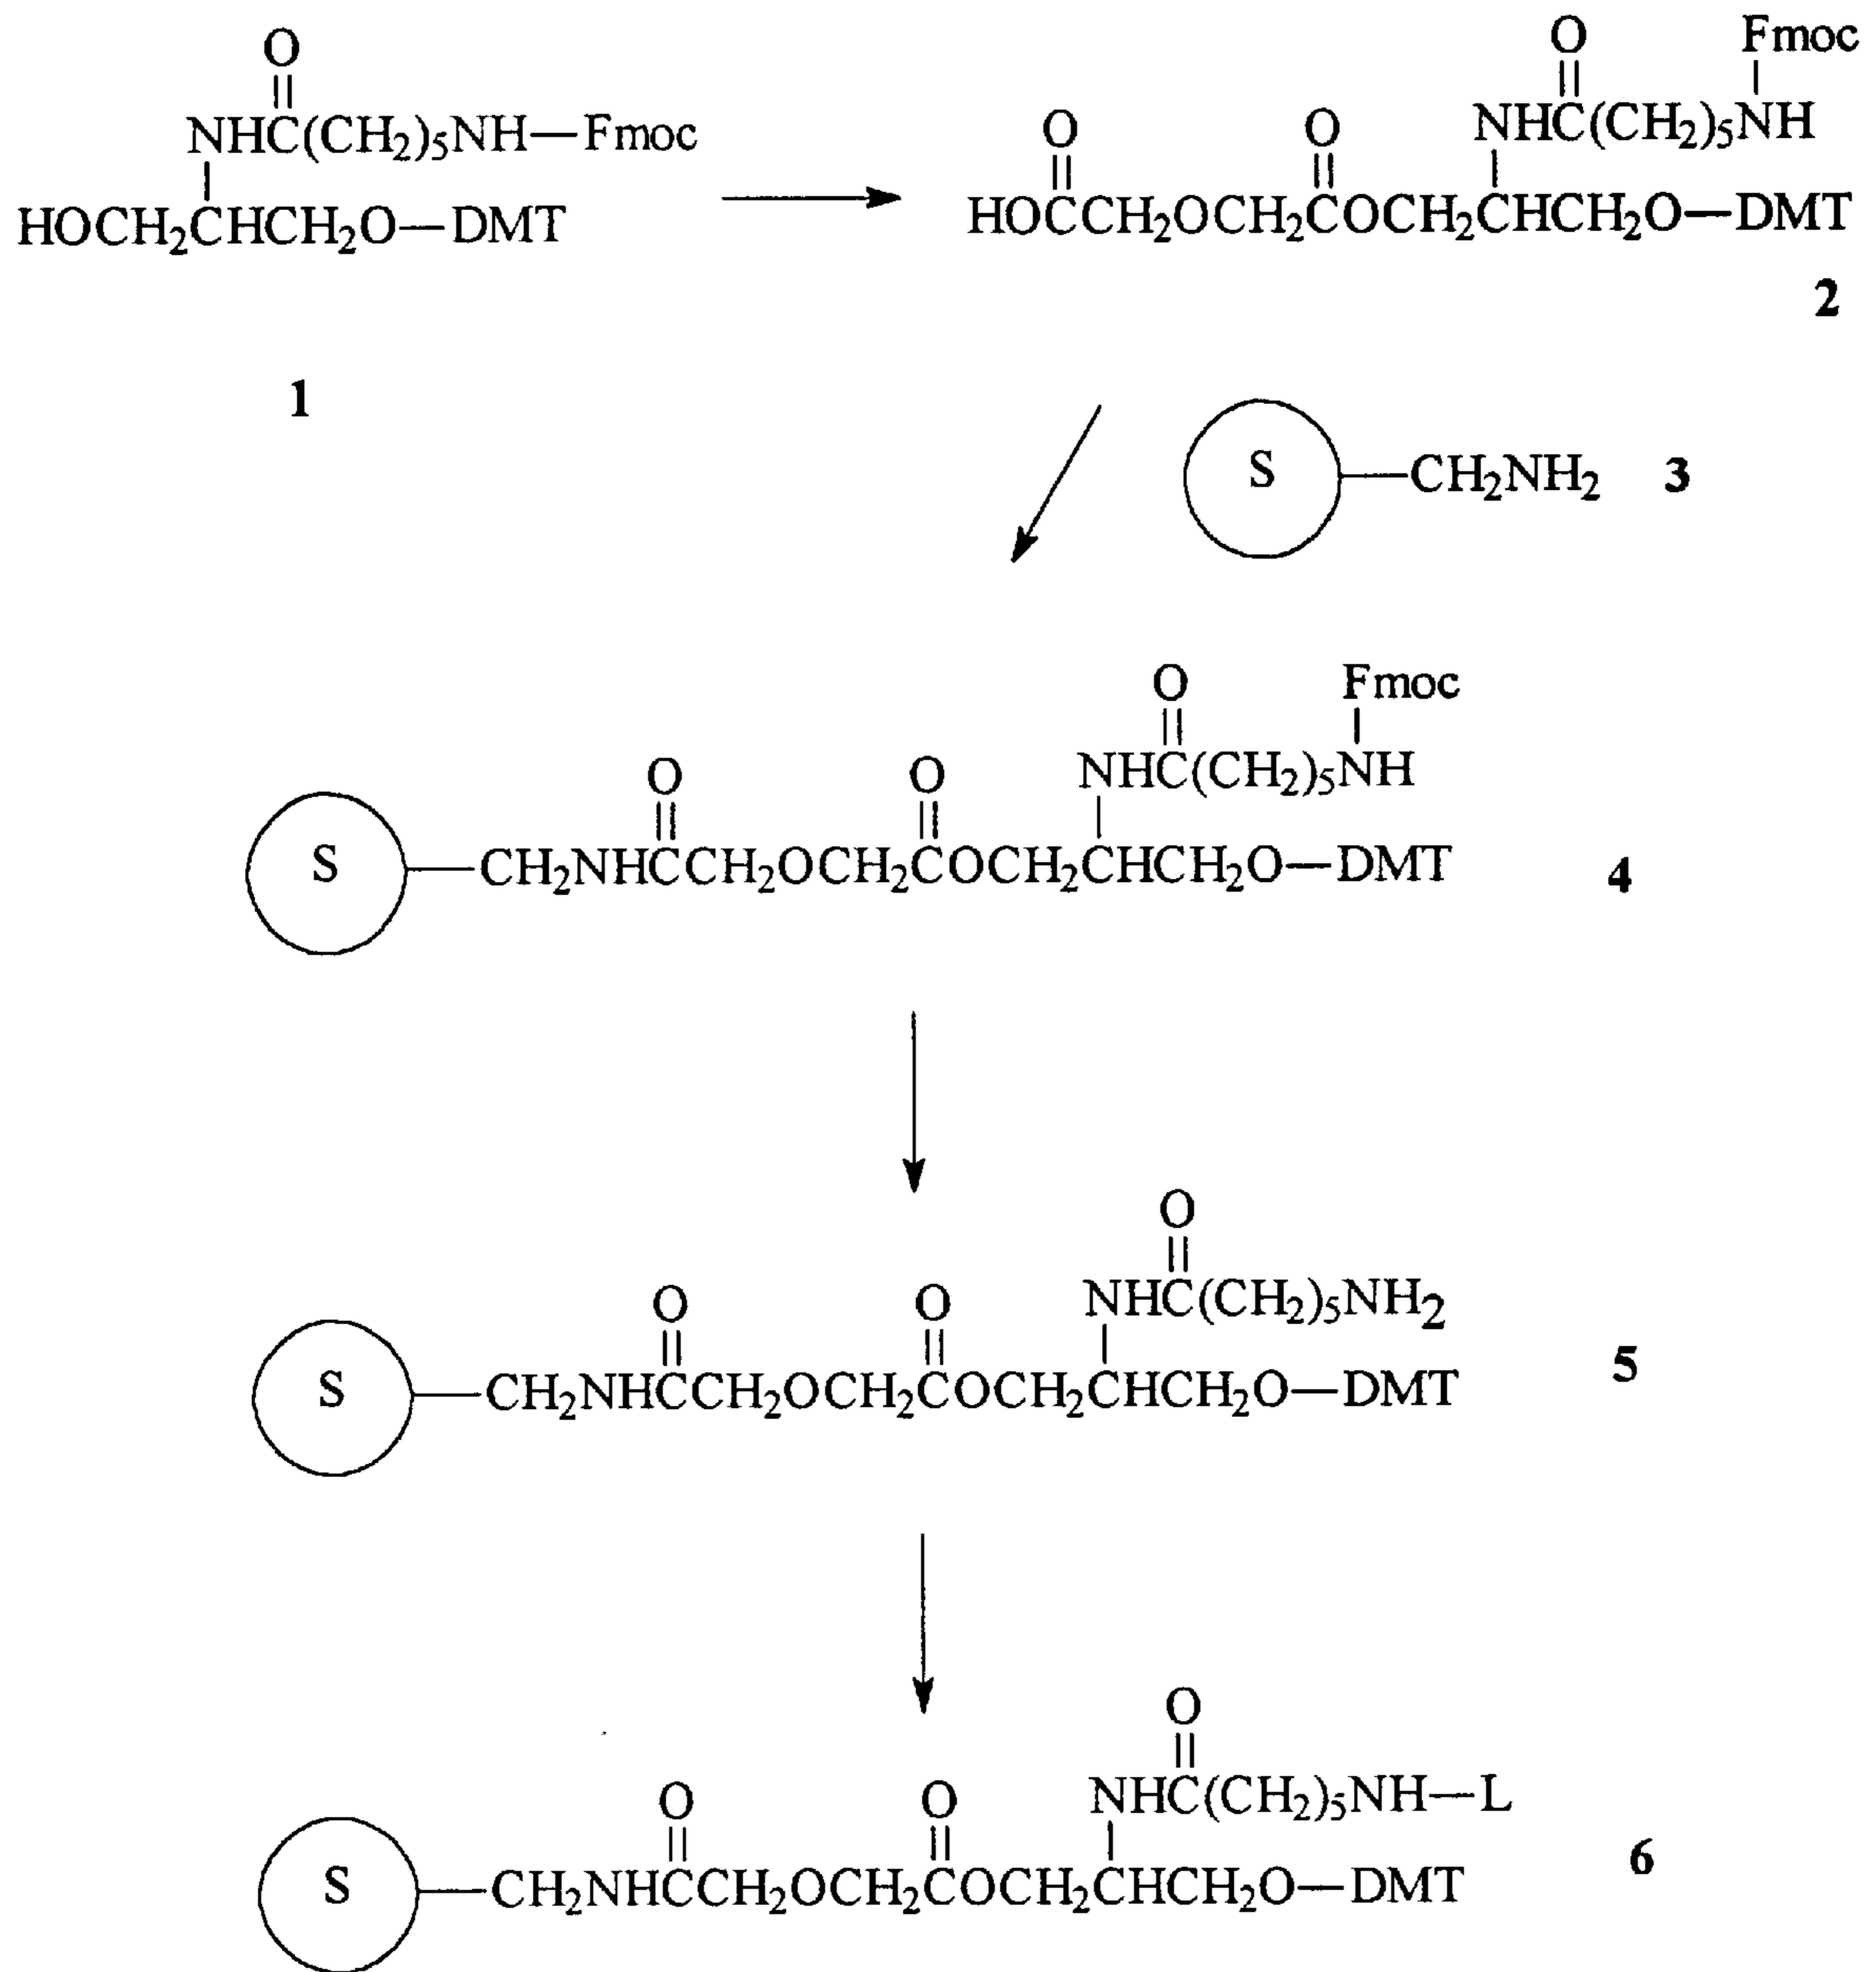 O
NHC(CH₂)₅NH—Fmoc
HOCH₂CHCH₂O—DMT
1
O Fmoc
O O NHC(CH₂)₅NH
HOCCH₂OCH₂COCH₂CHCH₂O—DMT
2
S CH₂NH₂ 3
O Fmoc
O O NHC(CH₂)₅NH
S CH₂NHCCH₂OCH₂COCH₂CHCH₂O—DMT 4
O
O O NHC(CH₂)₅NH₂
S CH₂NHCCH₂OCH₂COCH₂CHCH₂O—DMT 5
O
O O NHC(CH₂)₅NH—L
S CH₂NHCCH₂OCH₂COCH₂CHCH₂O—DMT 6